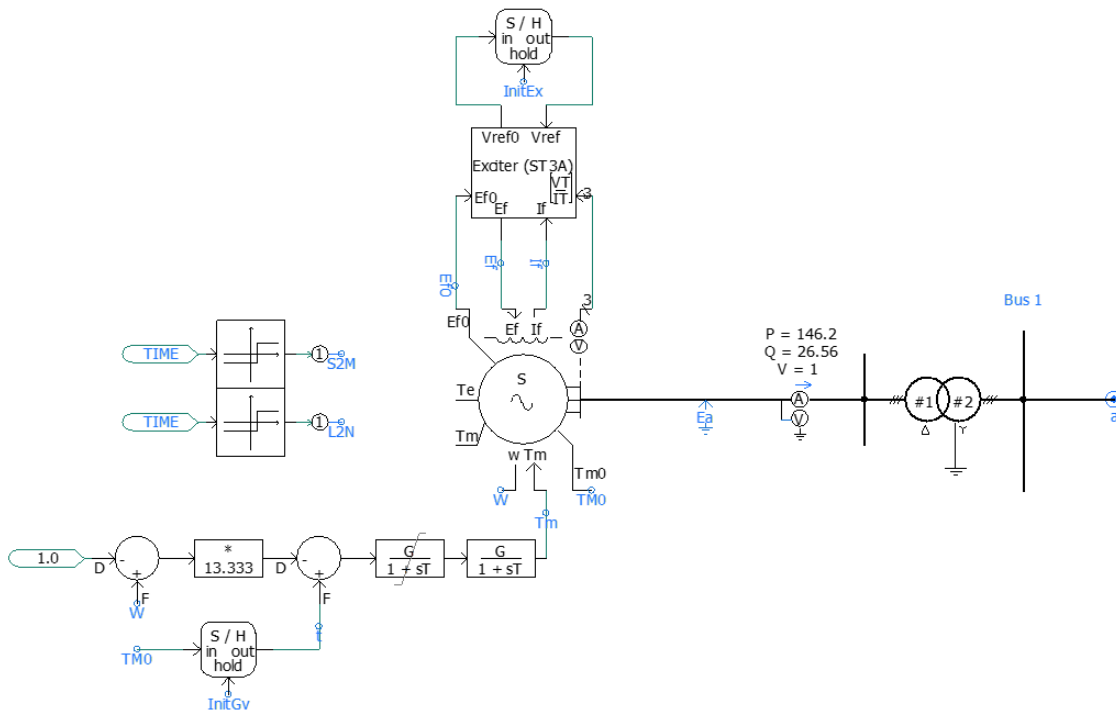 S / H
in out
hold
InitEx
Vref0 Vref
Exciter (ST3A)
VT
IT
3
Ef0
Ef If
Ef0
Ef
If
3
Ef0
Ef If
A
V
Bus 1
P = 146.2
Q = 26.56
V = 1
TIME
1
S2M
S
Te
Ea
A
V
#1 #2
Δ
Y
a
TIME
1
L2N
Tm
w Tm
Tm0
W
TM0
Tm
1.0
D
-
+
F
W
*
13.333
D
-
+
F
G
1 + sT
G
1 + sT
t
S / H
in out
hold
TM0
InitGv